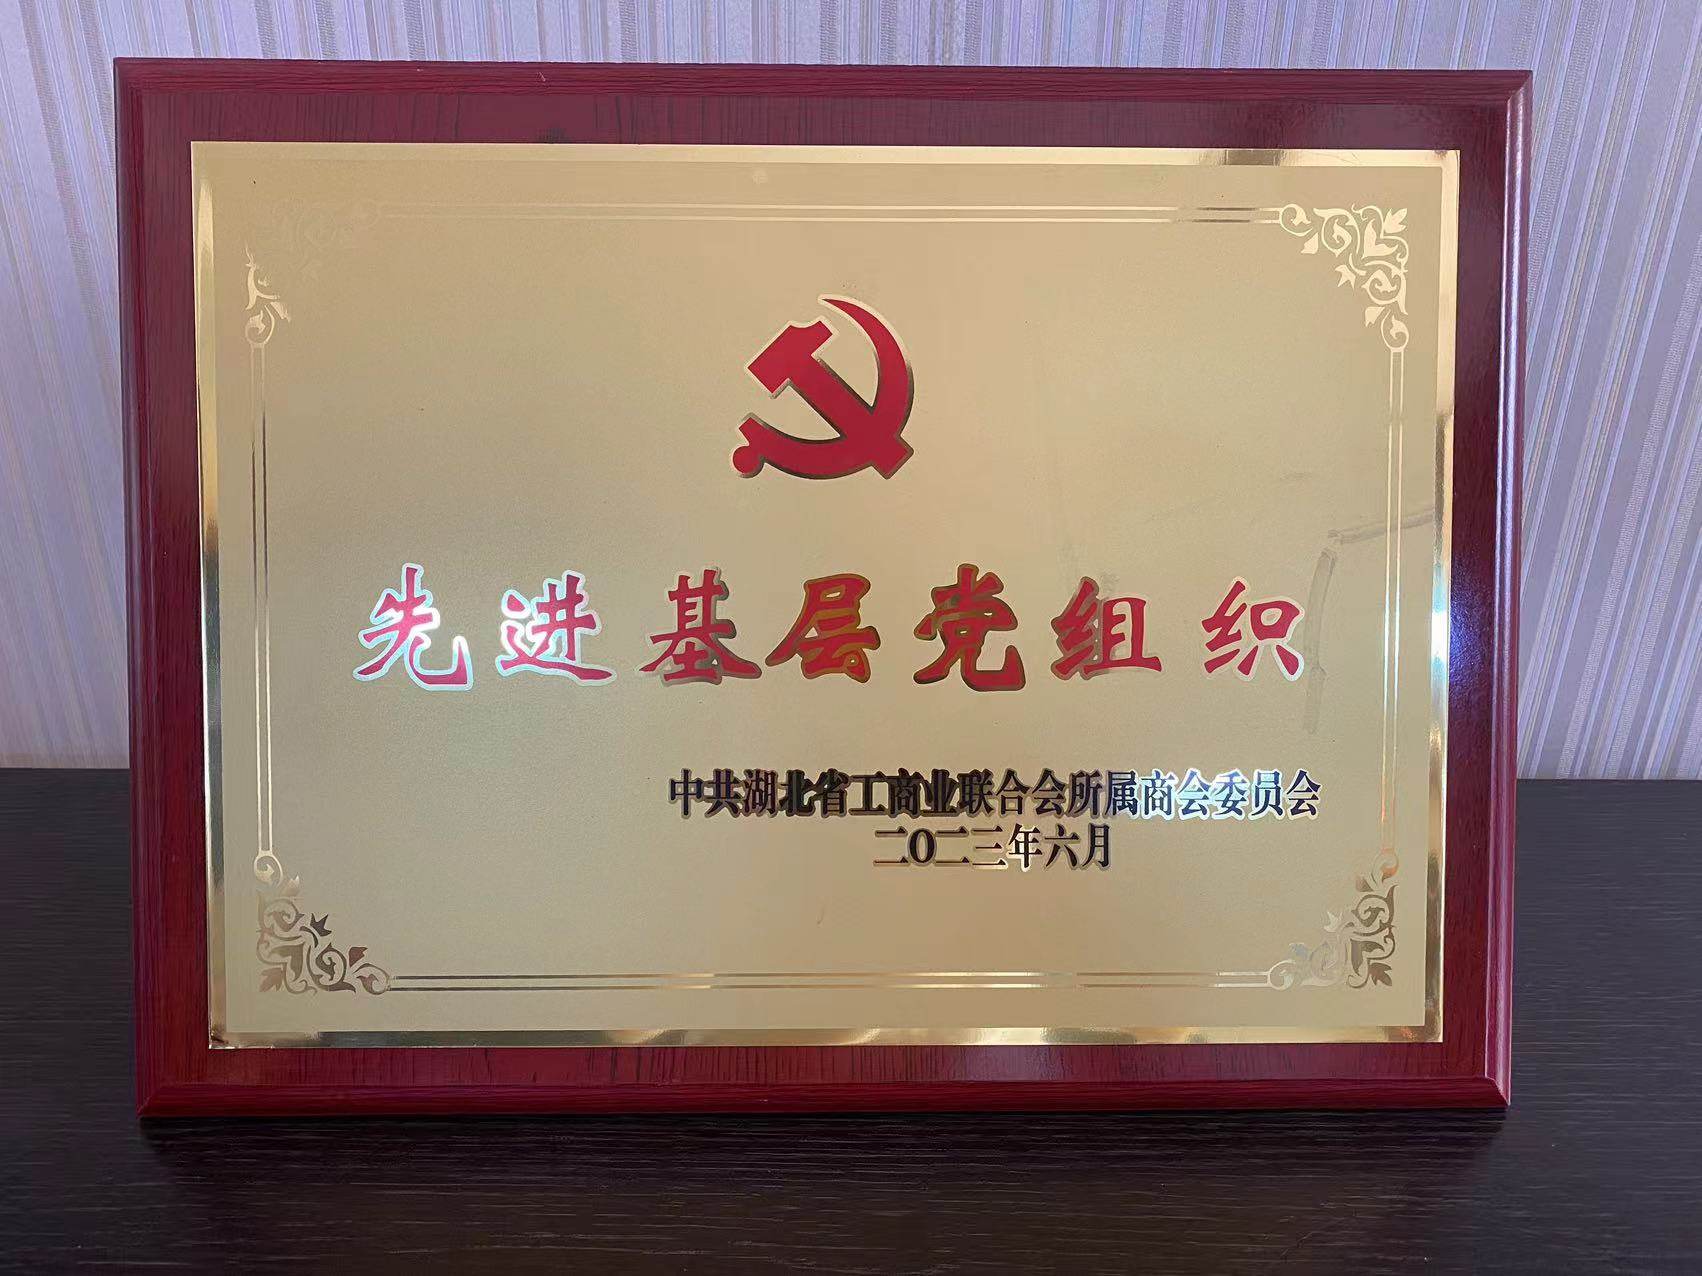 先进基层党组织
中共湖北省工商业联合会所属商会委员会
二〇二三年六月